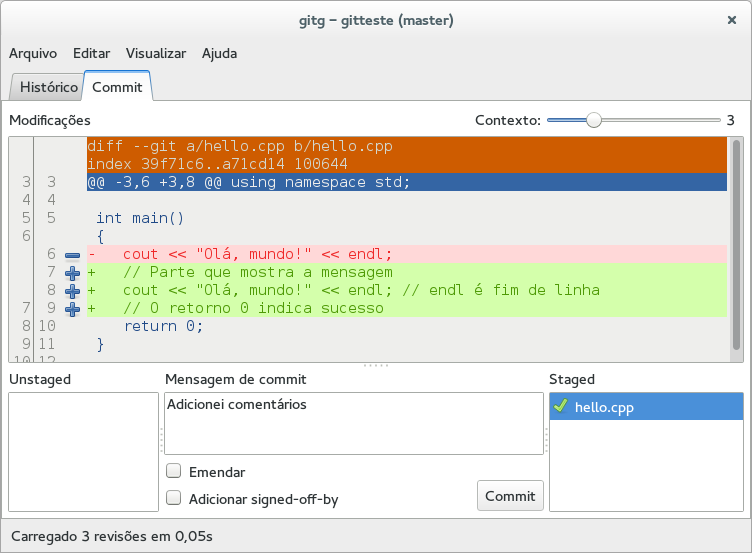 gitg – gitteste (master)
Arquivo Editar Visualizar Ajuda
Histórico Commit
Modificações Contexto: 3
diff --git a/hello.cpp b/hello.cpp
index 39f71c6..a71cd14 100644
3 3 @@ -3,6 +3,8 @@ using namespace std;
4 4
5 5 int main()
6 {
6 - cout << "Olá, mundo!" << endl;
7 + // Parte que mostra a mensagem
8 + cout << "Olá, mundo!" << endl; // endl é fim de linha
7 9 + // O retorno 0 indica sucesso
8 10 return 0;
9 11 }
10 12
Unstaged Mensagem de commit Staged
Adicionei comentários hello.cpp
Emendar
Adicionar signed-off-by Commit
Carregado 3 revisões em 0,05s